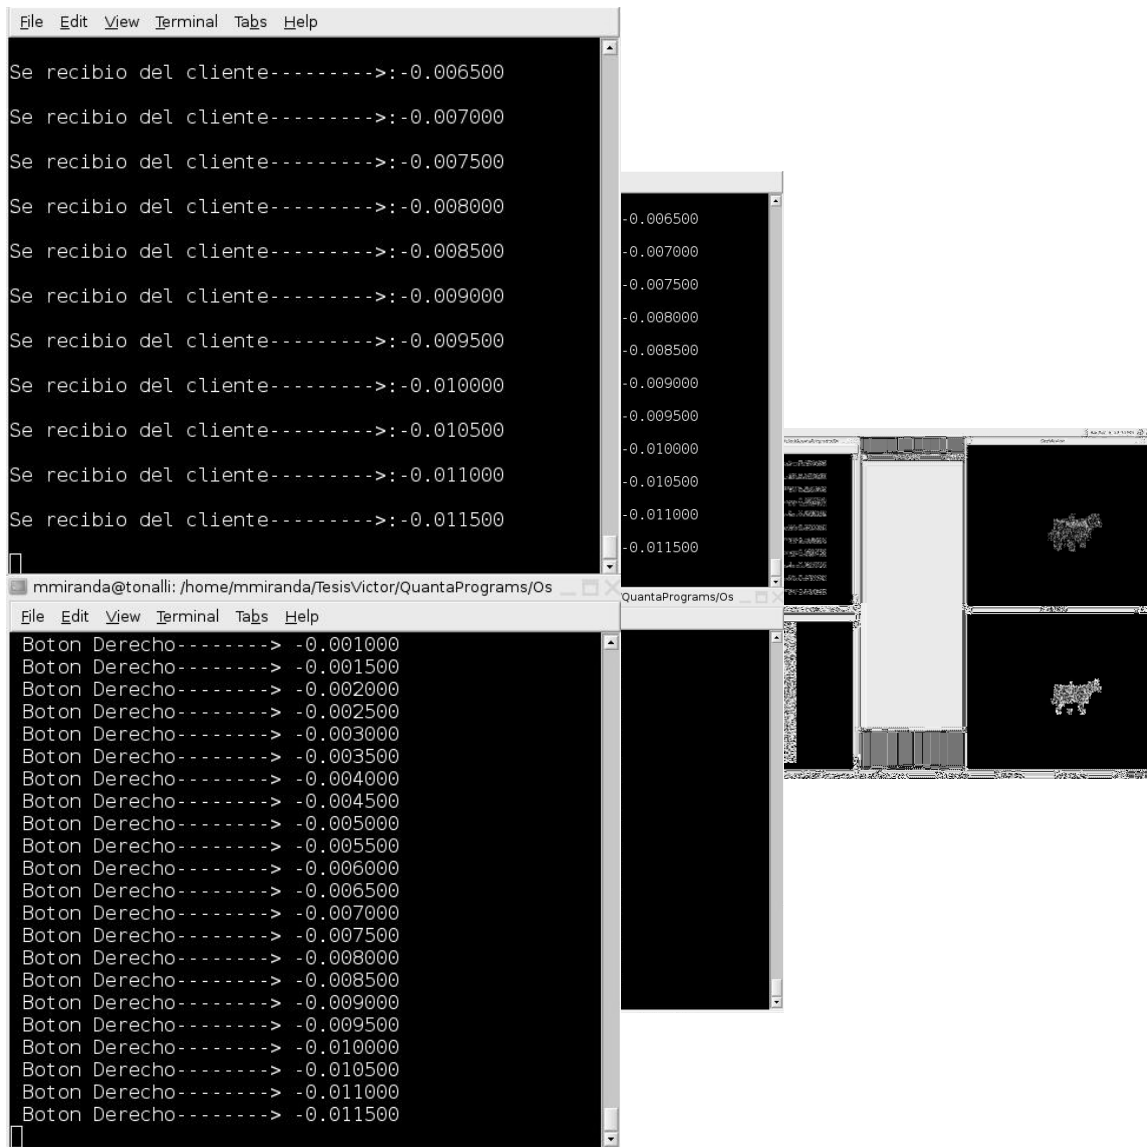 File Edit View Terminal Tabs Help
Se recibio del cliente--------->:-0.006500
Se recibio del cliente--------->:-0.007000
Se recibio del cliente--------->:-0.007500
Se recibio del cliente--------->:-0.008000
Se recibio del cliente--------->:-0.008500
Se recibio del cliente--------->:-0.009000
Se recibio del cliente--------->:-0.009500
Se recibio del cliente--------->:-0.010000
Se recibio del cliente--------->:-0.010500
Se recibio del cliente--------->:-0.011000
Se recibio del cliente--------->:-0.011500
mmiranda@tonalli: /home/mmiranda/TesisVictor/QuantaPrograms/Os
File Edit View Terminal Tabs Help
Boton Derecho--------> -0.001000
Boton Derecho--------> -0.001500
Boton Derecho--------> -0.002000
Boton Derecho--------> -0.002500
Boton Derecho--------> -0.003000
Boton Derecho--------> -0.003500
Boton Derecho--------> -0.004000
Boton Derecho--------> -0.004500
Boton Derecho--------> -0.005000
Boton Derecho--------> -0.005500
Boton Derecho--------> -0.006000
Boton Derecho--------> -0.006500
Boton Derecho--------> -0.007000
Boton Derecho--------> -0.007500
Boton Derecho--------> -0.008000
Boton Derecho--------> -0.008500
Boton Derecho--------> -0.009000
Boton Derecho--------> -0.009500
Boton Derecho--------> -0.010000
Boton Derecho--------> -0.010500
Boton Derecho--------> -0.011000
Boton Derecho--------> -0.011500
-0.006500
-0.007000
-0.007500
-0.008000
-0.008500
-0.009000
-0.009500
-0.010000
-0.010500
-0.011000
-0.011500
QuantaPrograms/Os